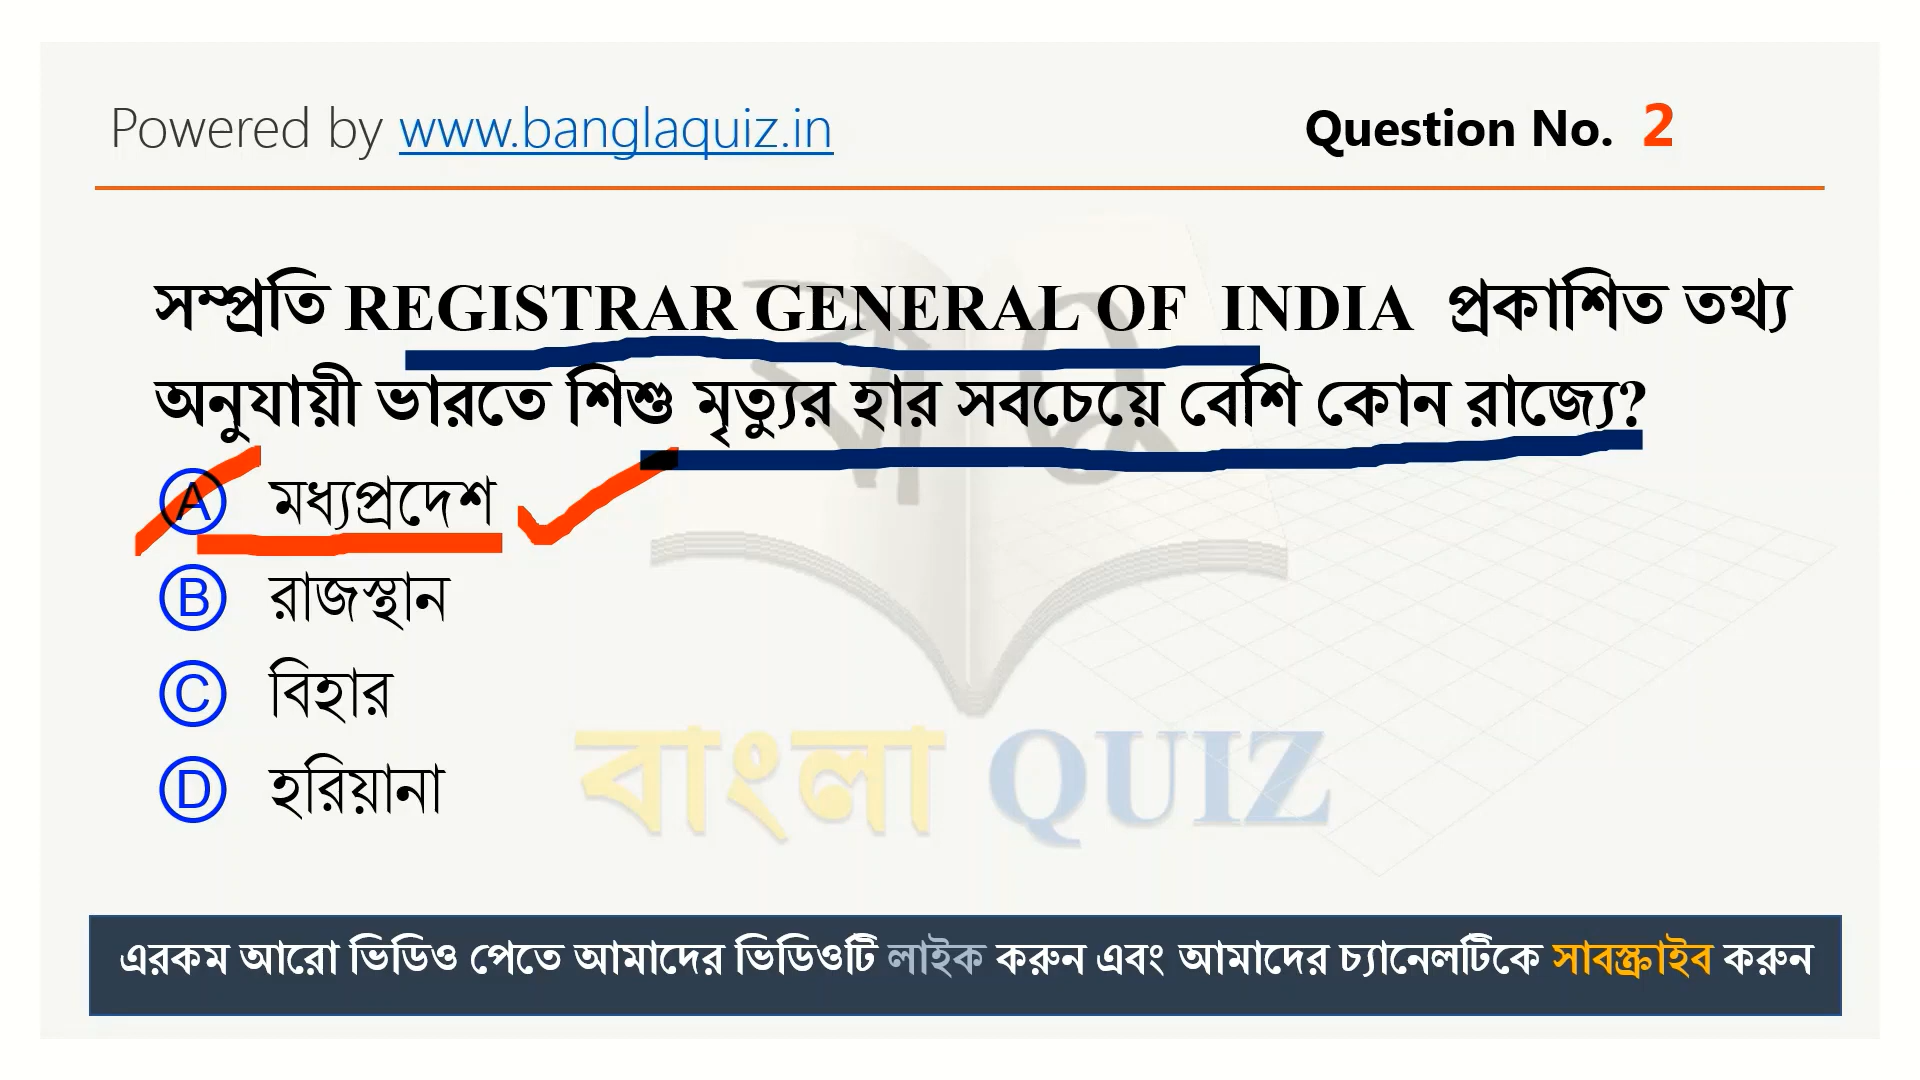 Powered by www.banglaquiz.in
Question No. 2
সম্প্রতি REGISTRAR GENERAL OF INDIA প্রকাশিত তথ্য
অনুযায়ী ভারতে শিশু মৃত্যুর হার সবচেয়ে বেশি কোন রাজ্যে?
A মধ্যপ্রদেশ
B রাজস্থান
C বিহার
D হরিয়ানা
বাংলা QUIZ
এরকম আরো ভিডিও পেতে আমাদের ভিডিওটি লাইক করুন এবং আমাদের চ্যানেলটিকে সাবস্ক্রাইব করুন